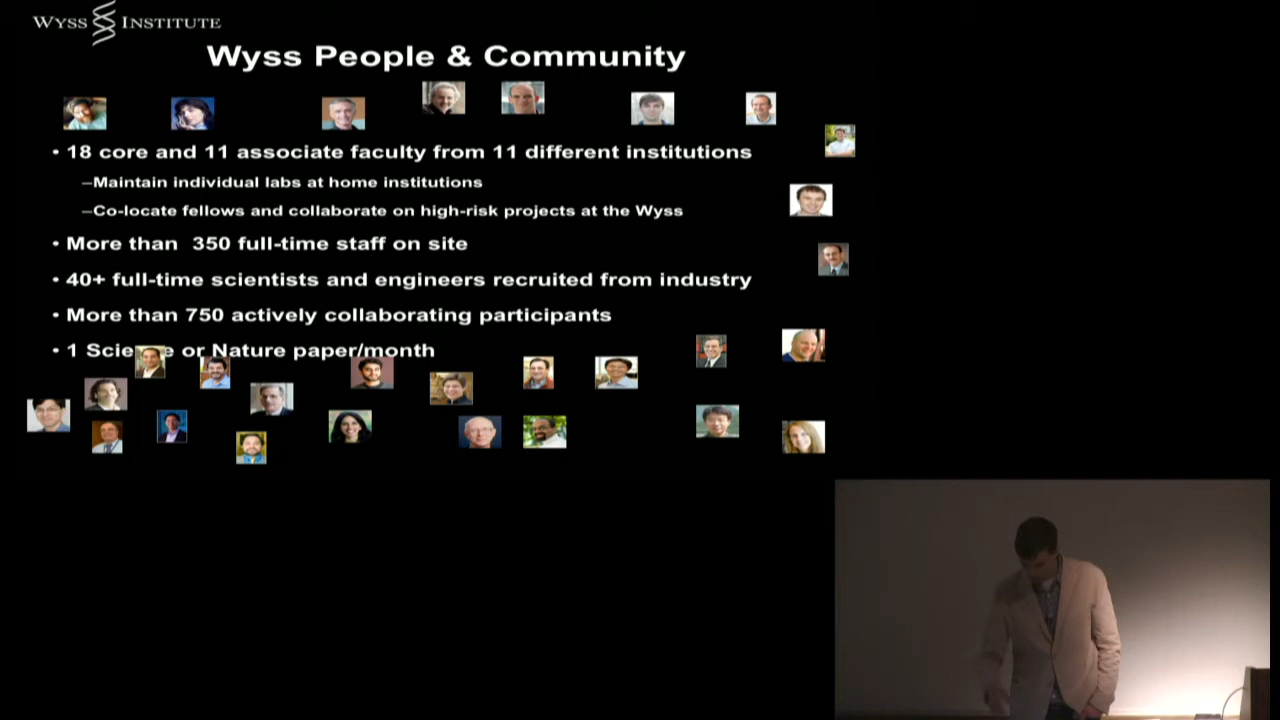 WYSS INSTITUTE
Wyss People & Community
• 18 core and 11 associate faculty from 11 different institutions
–Maintain individual labs at home institutions
–Co-locate fellows and collaborate on high-risk projects at the Wyss
• More than 350 full-time staff on site
• 40+ full-time scientists and engineers recruited from industry
• More than 750 actively collaborating participants
• 1 Science or Nature paper/month